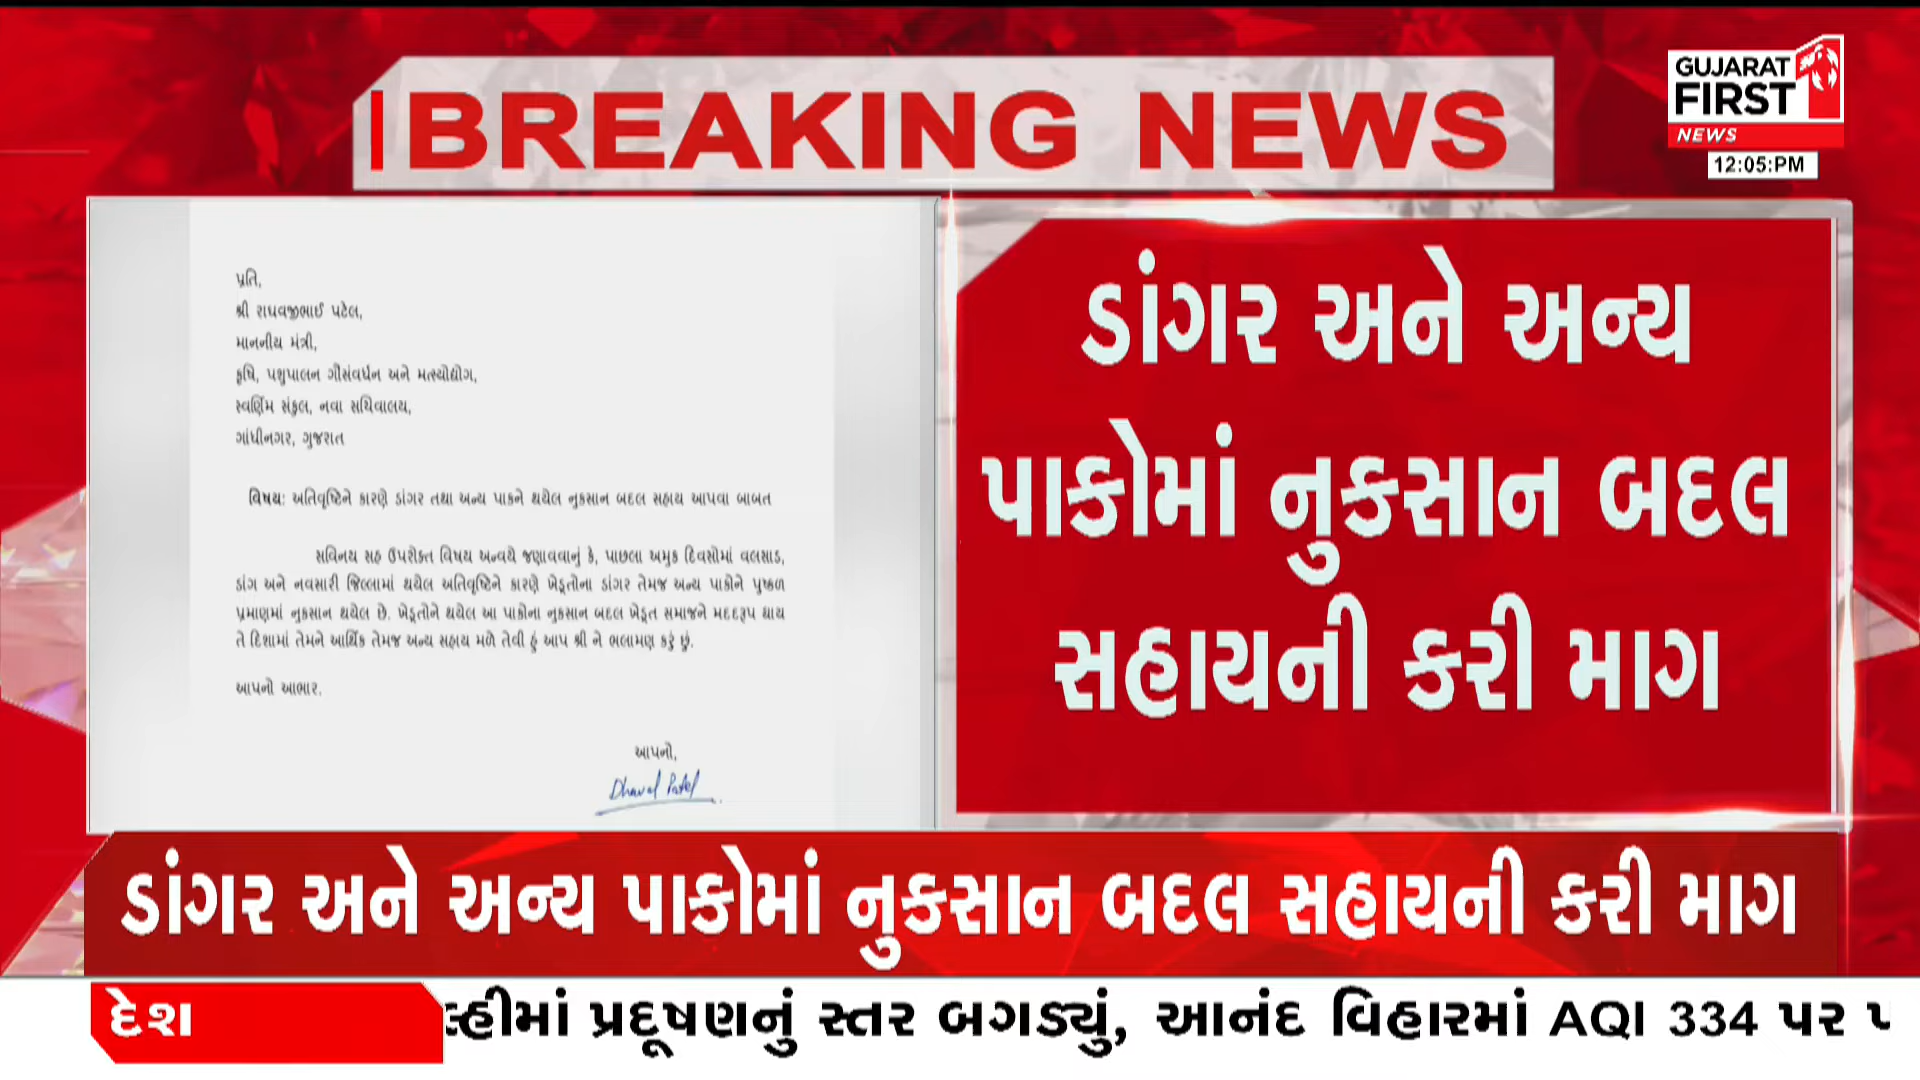 BREAKING NEWS
GUJARAT
FIRST
NEWS
12:05:PM
પ્રતિ,
શ્રી રાઘવજીભાઈ પટેલ,
માનનીય મંત્રી,
કૃષિ, પશુપાલન ગૌસંવર્ધન અને મત્સ્યોદ્યોગ,
સ્વર્ણિમ સંકુલ, નવા સચિવાલય,
ગાંધીનગર, ગુજરાત
વિષય: અતિવૃષ્ટિને કારણે ડાંગર તથા અન્ય પાકને થયેલ નુકસાન બદલ સહાય આપવા બાબત
સવિનય સહ ઉપરોક્ત વિષય અન્વયે જણાવવાનું કે, પાછલા અમુક દિવસોમાં વલસાડ,
ડાંગ અને નવસારી જિલ્લામાં થયેલ અતિવૃષ્ટિને કારણે ખેડૂતોના ડાંગર તેમજ અન્ય પાકોને પુષ્કળ
પ્રમાણમાં નુકસાન થયેલ છે. ખેડૂતોને થયેલ આ પાકોના નુકસાન બદલ ખેડૂત સમાજને મદદરૂપ થાય
તે દિશામાં તેમને આર્થિક તેમજ અન્ય સહાય મળે તેવી હું આપ શ્રી ને ભલામણ કરું છું.
આપનો આભાર.
આપનો,
Dhaval Patel
ડાંગર અને અન્ય
પાકોમાં નુકસાન બદલ
સહાયની કરી માગ
ડાંગર અને અન્ય પાકોમાં નુકસાન બદલ સહાયની કરી માગ
દેશ
લ્હીમાં પ્રદૂષણનું સ્તર બગડ્યું, આનંદ વિહારમાં AQI 334 પર